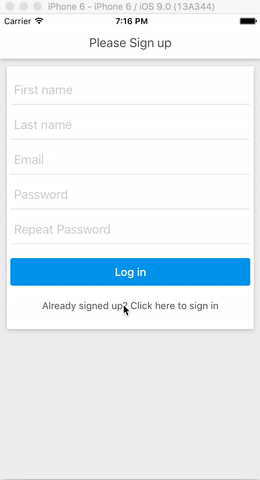 iPhone 6 - iPhone 6 / iOS 9.0 (13A344)
Carrier 7:16 PM
Please Sign up
First name
Last name
Email
Password
Repeat Password
Log in
Already signed up? Click here to sign in